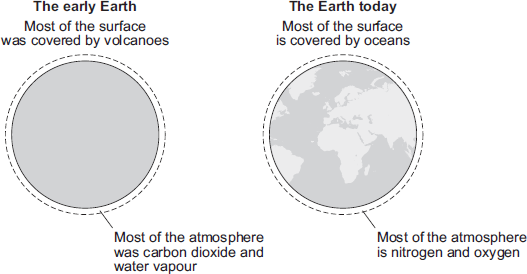 The early Earth
Most of the surface
was covered by volcanoes
Most of the atmosphere
was carbon dioxide and
water vapour
The Earth today
Most of the surface
is covered by oceans
Most of the atmosphere
is nitrogen and oxygen